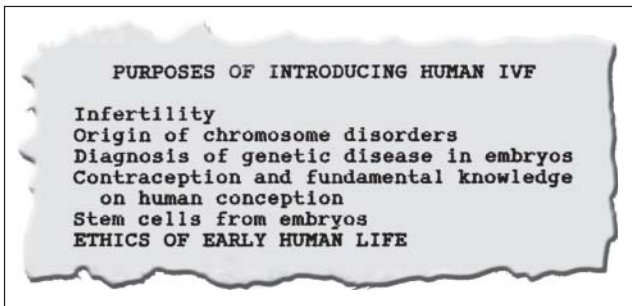 PURPOSES OF INTRODUCING HUMAN IVF
Infertility
Origin of chromosome disorders
Diagnosis of genetic disease in embryos
Contraception and fundamental knowledge
on human conception
Stem cells from embryos
ETHICS OF EARLY HUMAN LIFE